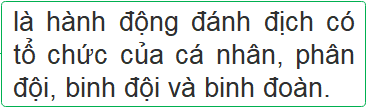 là hành động đánh địch có
tổ chức của cá nhân, phân
đội, binh đội và binh đoàn.